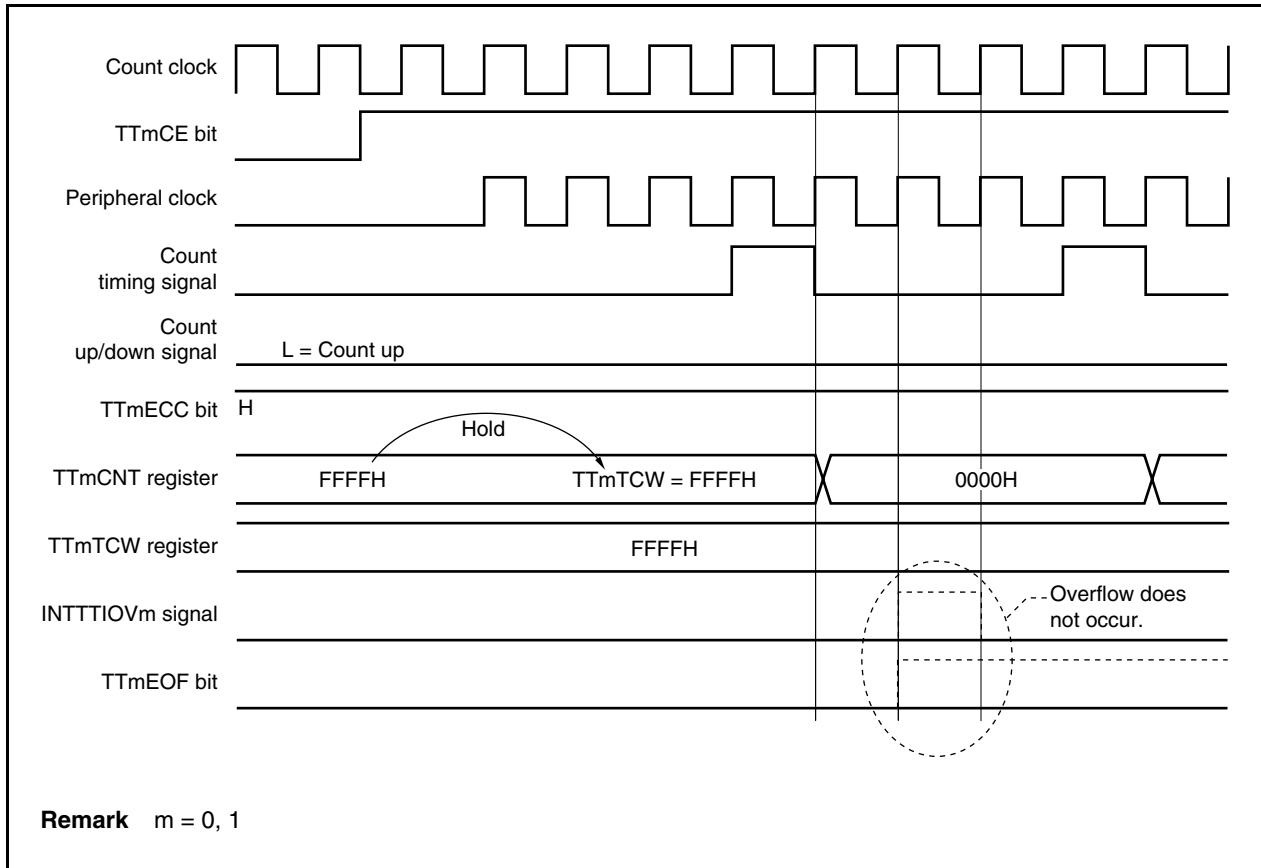 Count clock
TTmCE bit
Peripheral clock
Count
timing signal
Count
up/down signal
L = Count up
TTmECC bit
H
Hold
TTmCNT register
FFFFH
TTmTCW = FFFFH
0000H
TTmTCW register
FFFFH
INTTTIOVm signal
Overflow does
not occur.
TTmEOF bit
Remark m = 0, 1